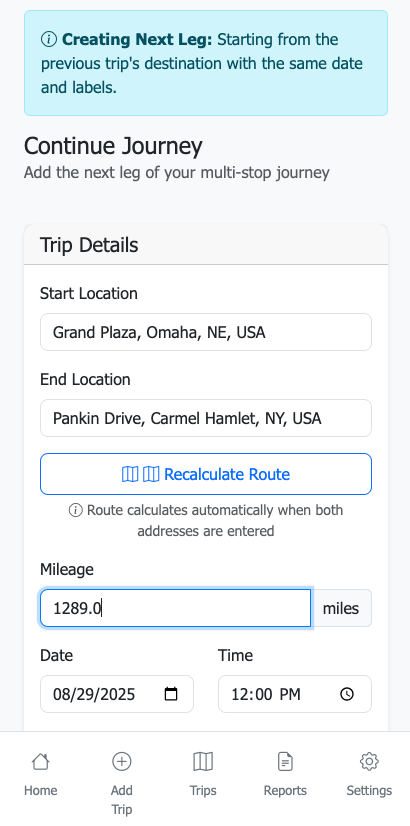 Creating Next Leg: Starting from the
previous trip's destination with the same date
and labels.
Continue Journey
Add the next leg of your multi-stop journey
Trip Details
Start Location
Grand Plaza, Omaha, NE, USA
End Location
Pankin Drive, Carmel Hamlet, NY, USA
Recalculate Route
Route calculates automatically when both
addresses are entered
Mileage
1289.0 miles
Date Time
08/29/2025 12:00 PM
Home Add Trips Reports Settings
Trip